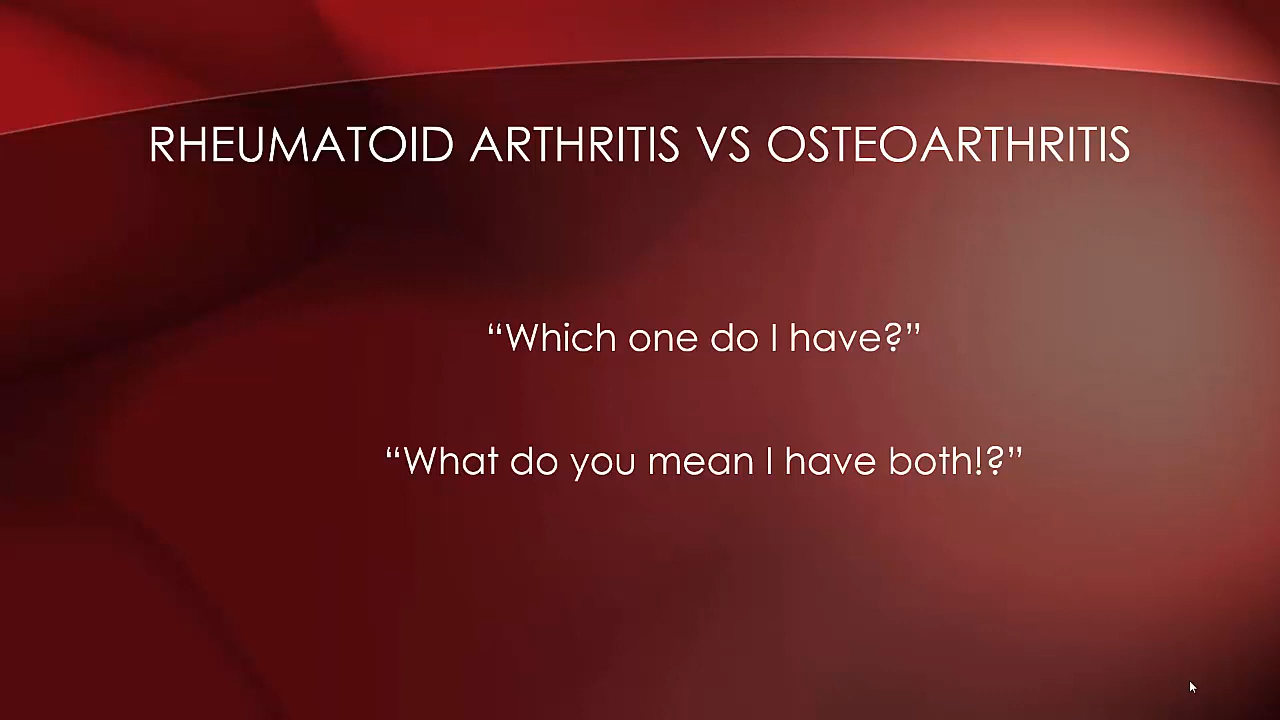 RHEUMATOID ARTHRITIS VS OSTEOARTHRITIS
“Which one do I have?”
“What do you mean I have both!?”